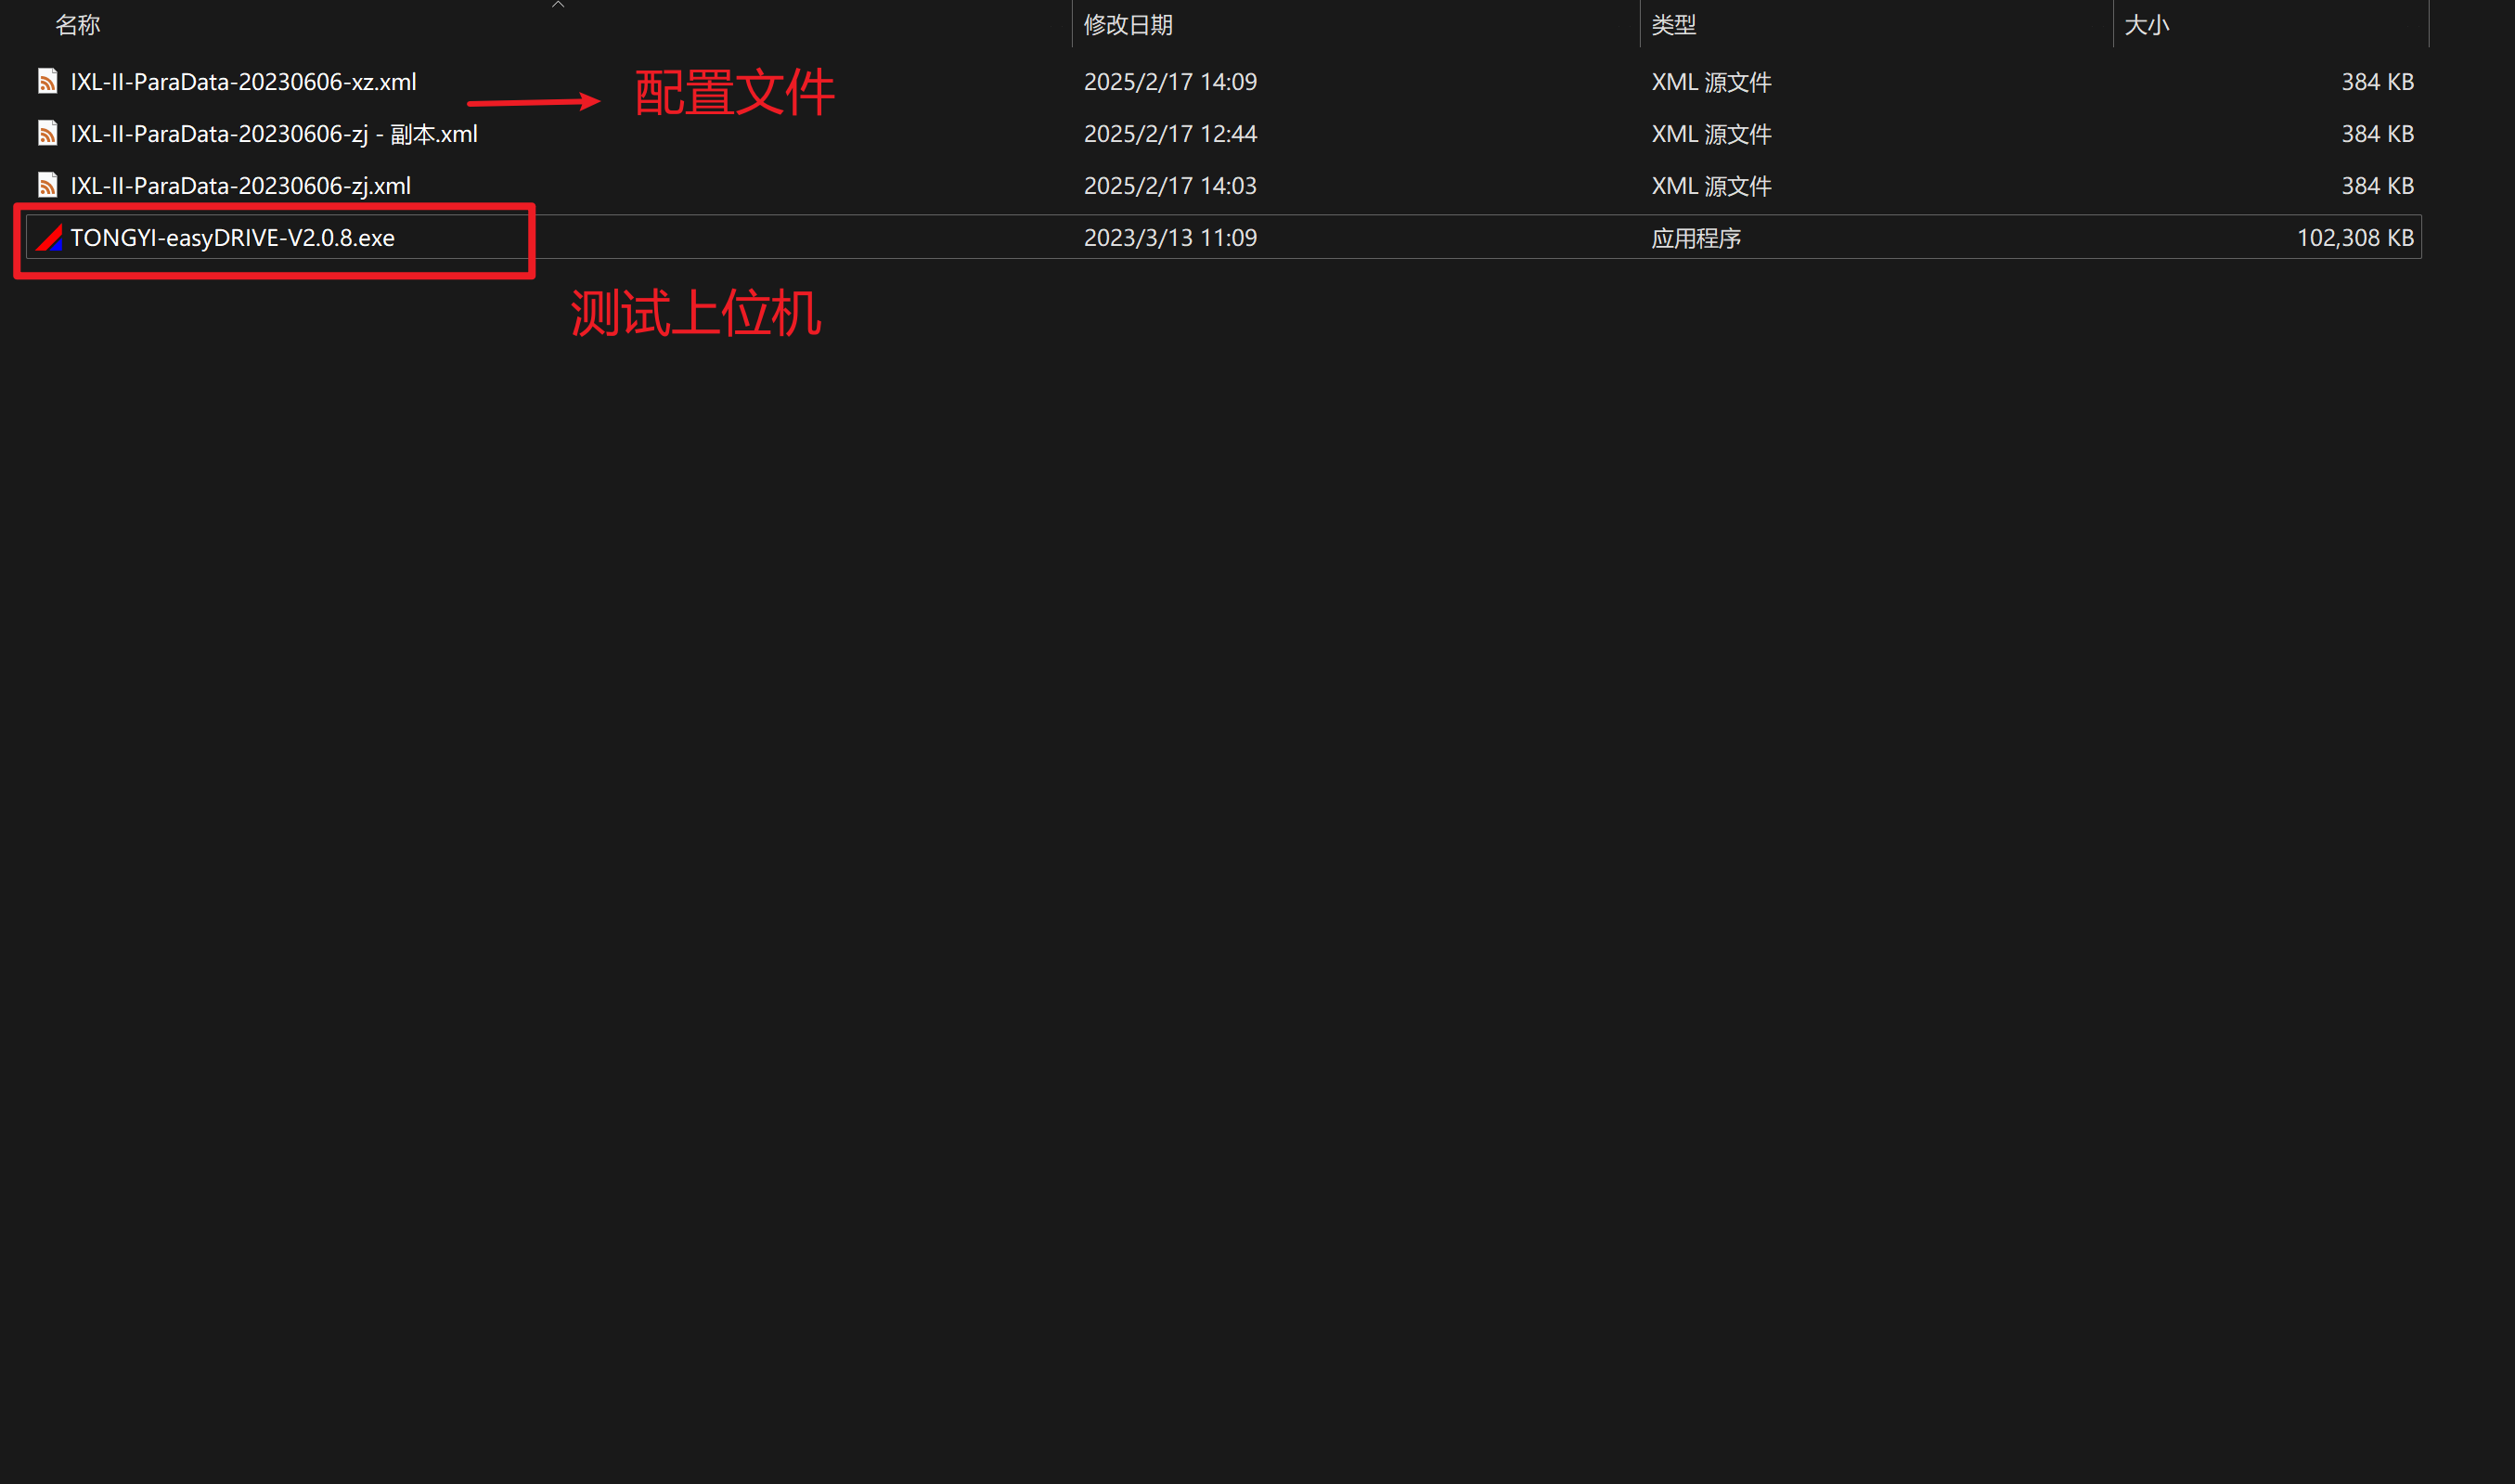 名称 修改日期 类型 大小
IXL-II-ParaData-20230606-xz.xml 2025/2/17 14:09 XML 源文件 384 KB
配置文件
IXL-II-ParaData-20230606-zj - 副本.xml 2025/2/17 12:44 XML 源文件 384 KB
IXL-II-ParaData-20230606-zj.xml 2025/2/17 14:03 XML 源文件 384 KB
TONGYI-easyDRIVE-V2.0.8.exe 2023/3/13 11:09 应用程序 102,308 KB
测试上位机